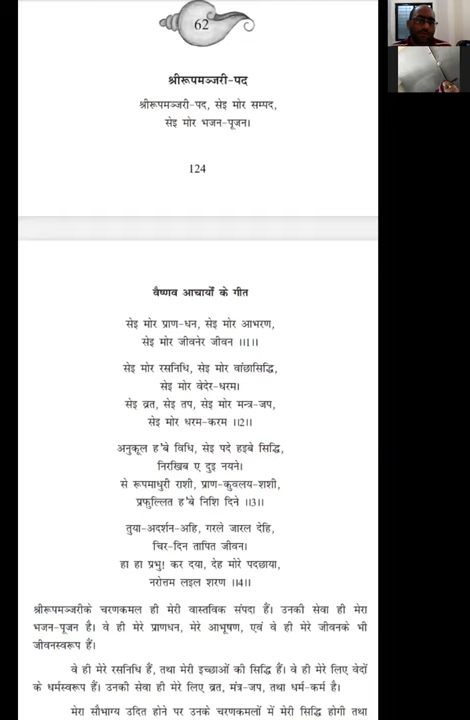 62
श्रीरूपमञ्जरी-पद
श्रीरूपमञ्जरी-पद, सेइ मोर सम्पद,
सेइ मोर भजन-पूजन।
124
वैष्णव आचार्यों के गीत
सेइ मोर प्राण-धन, सेइ मोर आभरण,
सेइ मोर जीवनेर जीवन ।।1।।
सेइ मोर रसनिधि, सेइ मोर वांछासिद्धि,
सेइ मोर वेदेर-धरम।
सेइ व्रत, सेइ तप, सेइ मोर मन्त्र-जप,
सेइ मोर धरम-करम ।।2।।
अनुकूल ह'बे विधि, सेइ पदे हइबे सिद्धि,
निरखिब ए दुइ नयने।
से रूपमाधुरी राशी, प्राण-कुवलय-शशी,
प्रफुल्लित ह'बे निशि दिने ।।3।।
तुया-अदर्शन-अहि, गरले जारल देहि,
चिर-दिन तापित जीवन।
हा हा प्रभु! कर दया, देह मोरे पदछाया,
नरोत्तम लइल शरण ।।4।।
श्रीरूपमञ्जरीके चरणकमल ही मेरी वास्तविक संपदा हैं। उनकी सेवा ही मेरा
भजन-पूजन है। वे ही मेरे प्राणधन, मेरे आभूषण, एवं वे ही मेरे जीवनके भी
जीवनस्वरूप हैं।
वे ही मेरे रसनिधि हैं, तथा मेरी इच्छाओं की सिद्धि हैं। वे ही मेरे लिए वेदों
के धर्मस्वरूप हैं। उनकी सेवा ही मेरे लिए व्रत, मंत्र-जप, तथा धर्म-कर्म है।
मेरा सौभाग्य उदित होने पर उनके चरणकमलों में मेरी सिद्धि होगी तथा